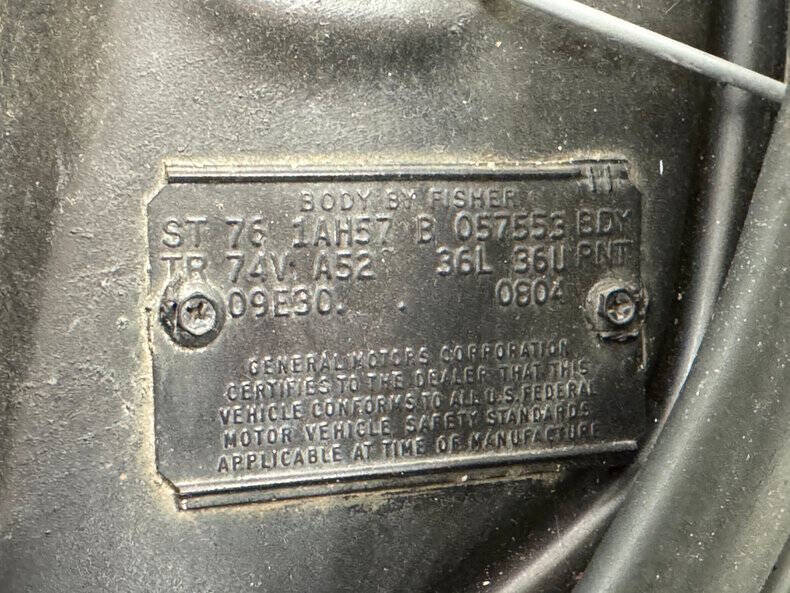 BODY BY FISHER
ST 76 1AH57 B 057553 BDY
TR 74V A52 36L 36U PNT
09E30. . 0804
GENERAL MOTORS CORPORATION
CERTIFIES TO THE DEALER THAT THIS
VEHICLE CONFORMS TO ALL U.S. FEDERAL
MOTOR VEHICLE SAFETY STANDARDS
APPLICABLE AT TIME OF MANUFACTURE